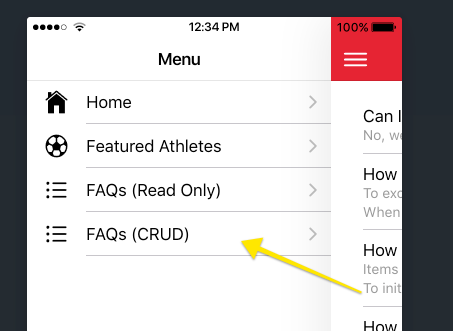 12:34 PM
100%
Menu
Home
Featured Athletes
FAQs (Read Only)
FAQs (CRUD)
Can I
No, we
How
To exc
When
How
Items
To init
How